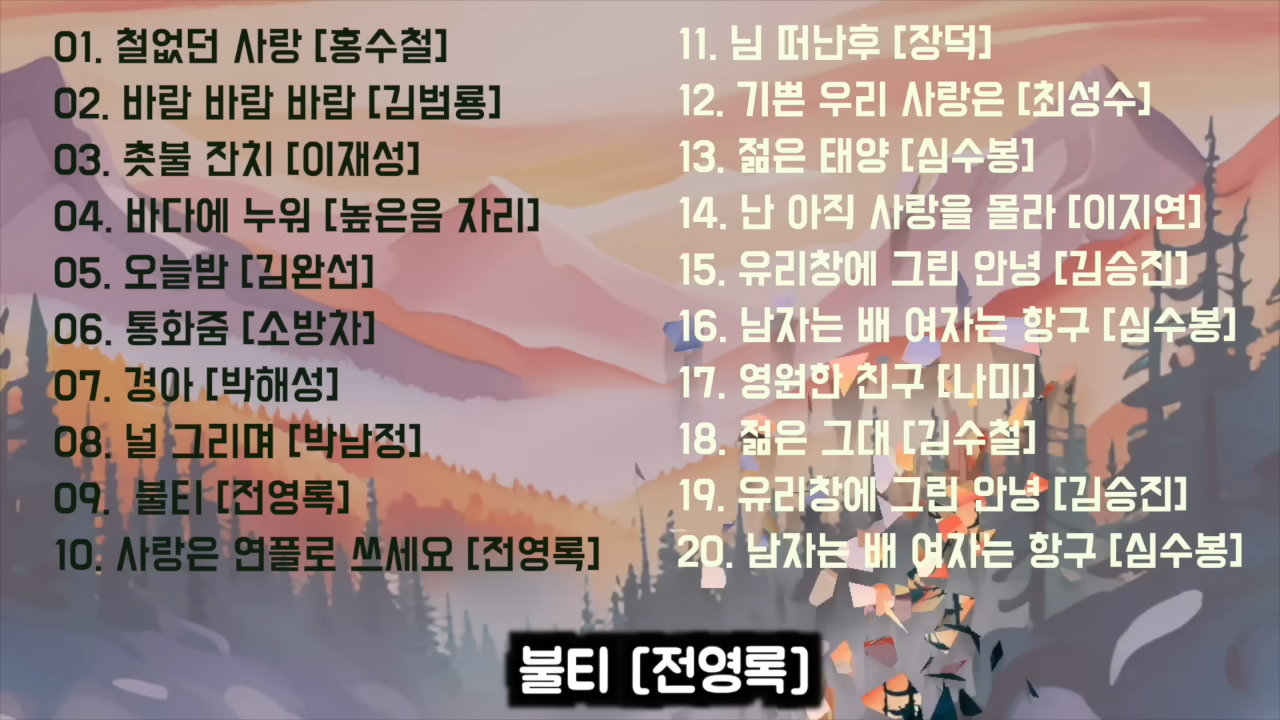 01. 철없던 사랑 [홍수철]
02. 바람 바람 바람 [김범룡]
03. 촛불 잔치 [이재성]
04. 바다에 누워 [높은음 자리]
05. 오늘밤 [김완선]
06. 통화줌 [소방차]
07. 경아 [박해성]
08. 널 그리며 [박남정]
09. 불티 [전영록]
10. 사랑은 연플로 쓰세요 [전영록]
11. 님 떠난후 [장덕]
12. 기쁜 우리 사랑은 [최성수]
13. 젊은 태양 [심수봉]
14. 난 아직 사랑을 몰라 [이지연]
15. 유리창에 그린 안녕 [김승진]
16. 남자는 배 여자는 항구 [심수봉]
17. 영원한 친구 [나미]
18. 젊은 그대 [김수철]
19. 유리창에 그린 안녕 [김승진]
20. 남자는 배 여자는 항구 [심수봉]
불티 [전영록]